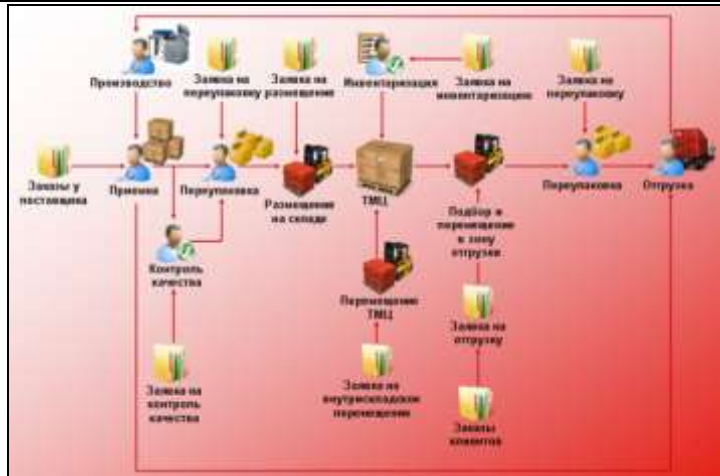 Производство
Заявка на
переупаковку
Заявка на
размещение
Инвентаризация
Заявка на
инвентаризацию
Заявка на
переупаковку
Заказы у
поставщика
Приемка
Переупаковка
Размещение
на складе
ТМЦ
Подбор и
перемещение
в зону
отгрузки
Переупаковка
Отгрузка
Контроль
качества
Перемещение
ТМЦ
Заявка на
отгрузку
Заявка на
контроль
качества
Заявка на
внутрискладское
перемещение
Заказы
клиентов